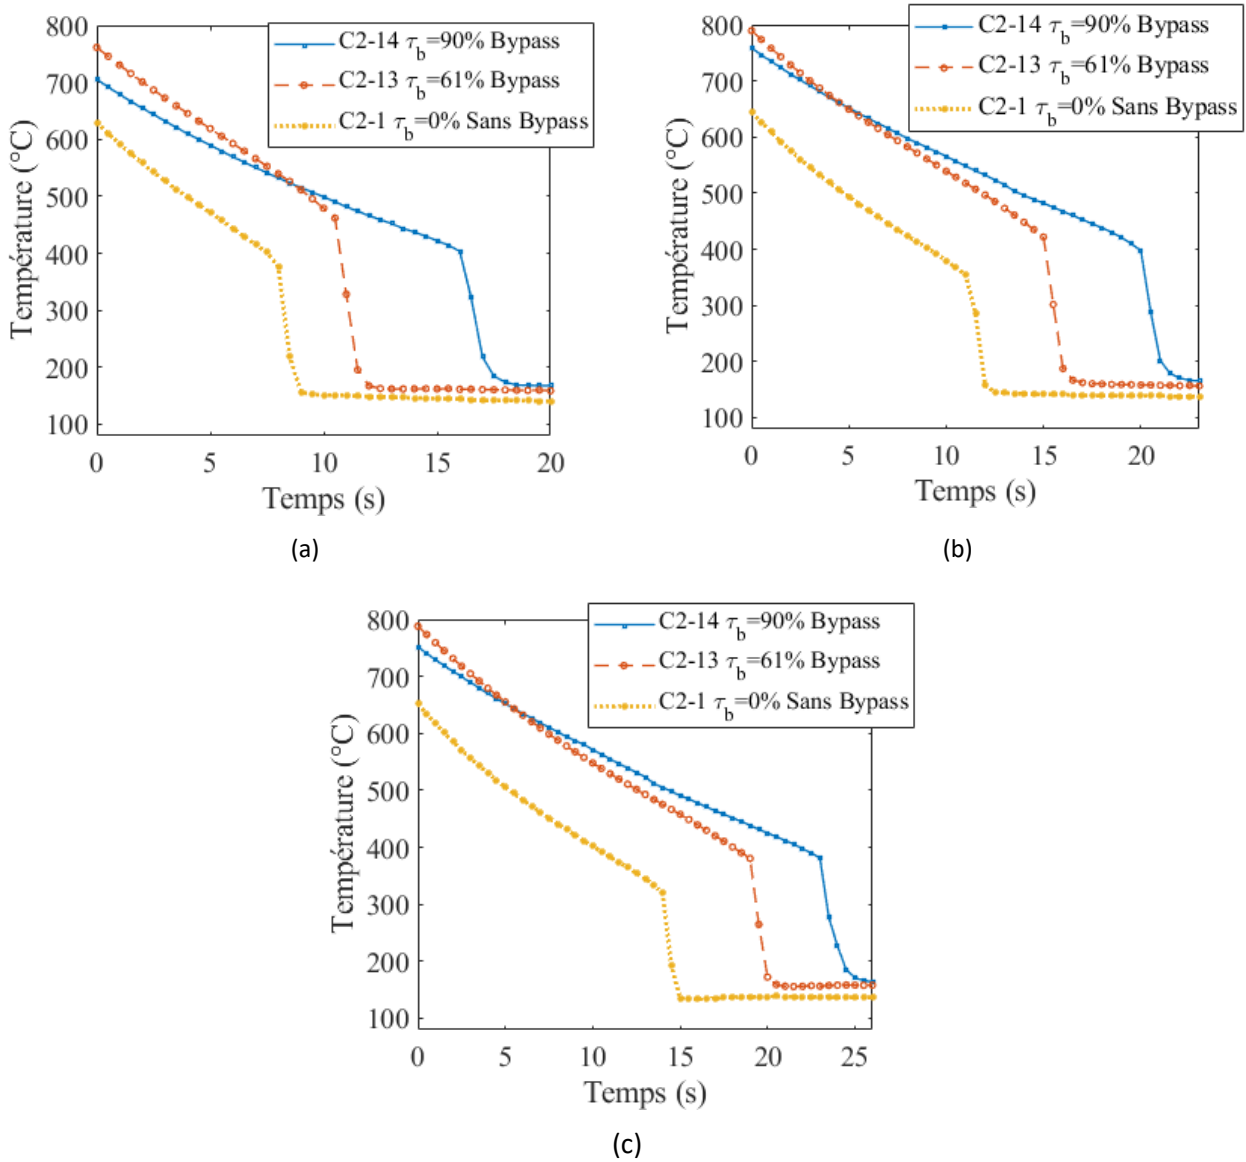 800
700
600
500
400
300
200
100
0
5
10
15
20
Température (°C)
Temps (s)
C2-14 τb=90% Bypass
C2-13 τb=61% Bypass
C2-1 τb=0% Sans Bypass
(a)
800
700
600
500
400
300
200
100
0
5
10
15
20
Température (°C)
Temps (s)
C2-14 τb=90% Bypass
C2-13 τb=61% Bypass
C2-1 τb=0% Sans Bypass
(b)
800
700
600
500
400
300
200
100
0
5
10
15
20
25
Température (°C)
Temps (s)
C2-14 τb=90% Bypass
C2-13 τb=61% Bypass
C2-1 τb=0% Sans Bypass
(c)